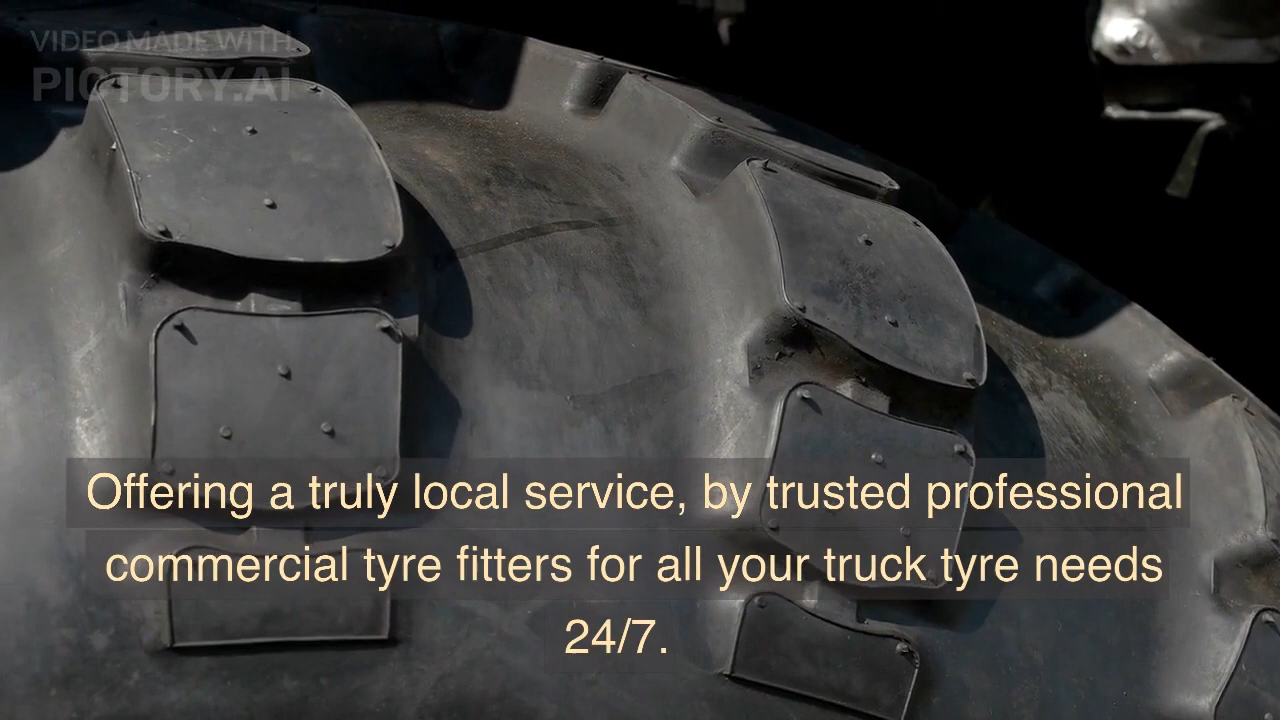 VIDEO MADE WITH
PICTORY.AI
Offering a truly local service, by trusted professional
commercial tyre fitters for all your truck tyre needs
24/7.